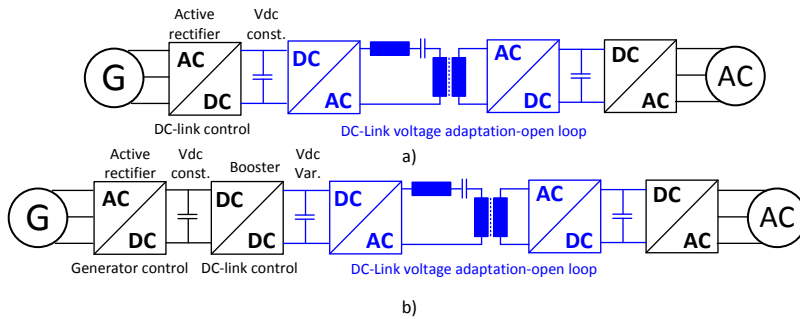 Active
rectifier
Vdc
const.
G
AC
DC
DC
AC
AC
DC
DC
AC
AC
DC-link control
DC-Link voltage adaptation-open loop
a)
Active
rectifier
Vdc
const.
Booster
Vdc
Var.
G
AC
DC
DC
DC
DC
AC
AC
DC
DC
AC
AC
Generator control
DC-link control
DC-Link voltage adaptation-open loop
b)